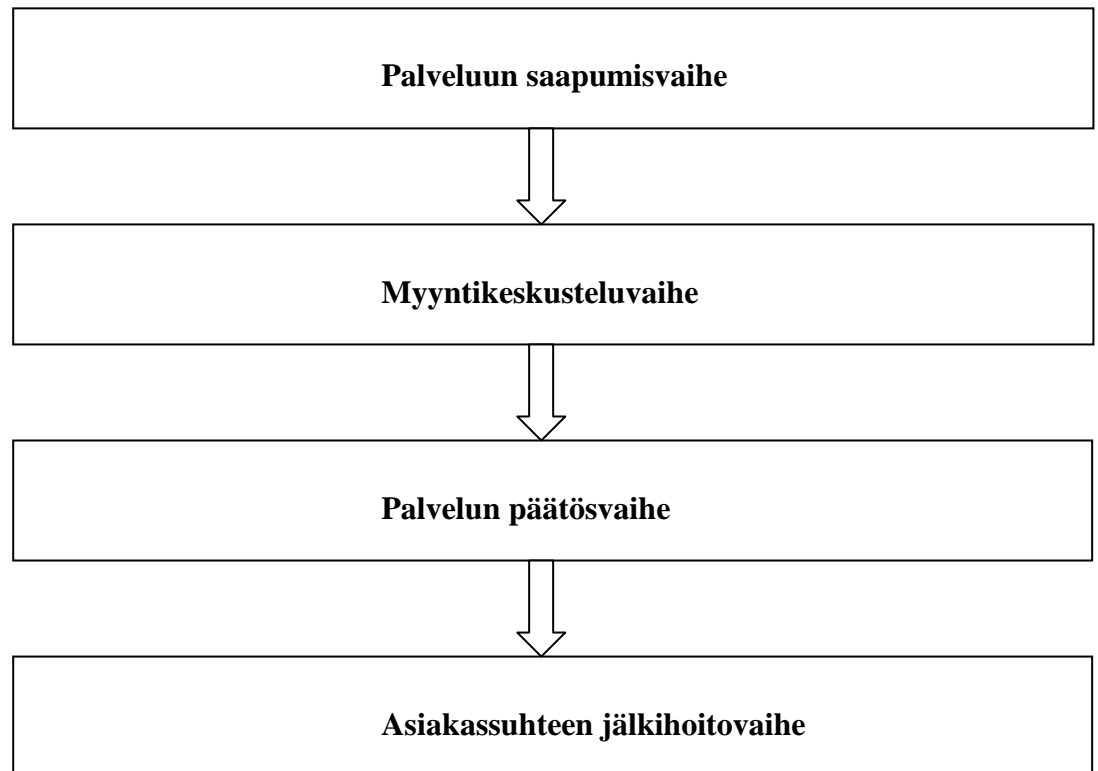 Palveluun saapumisvaihe
Myyntikeskusteluvaihe
Palvelun päätösvaihe
Asiakassuhteen jälkihoitovaihe